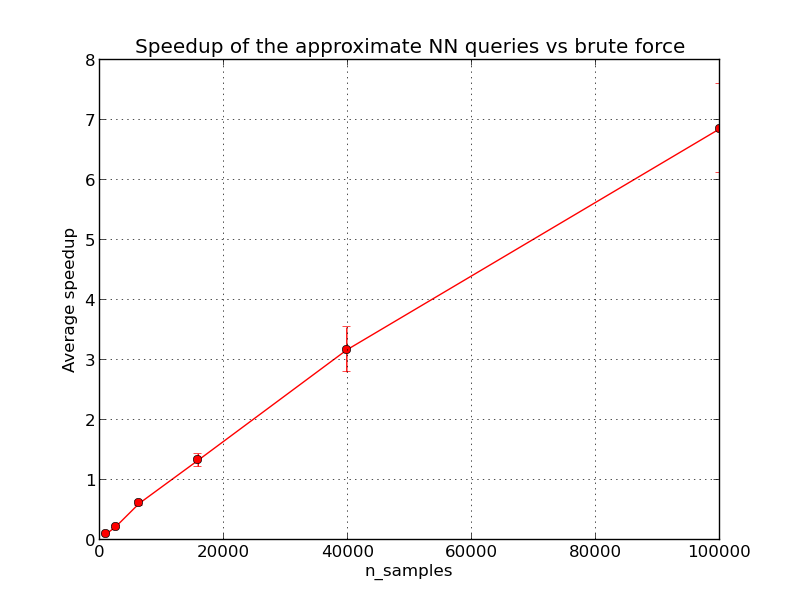 Speedup of the approximate NN queries vs brute force
8
7
6
5
4
3
2
1
0
Average speedup
0 20000 40000 60000 80000 100000
n_samples